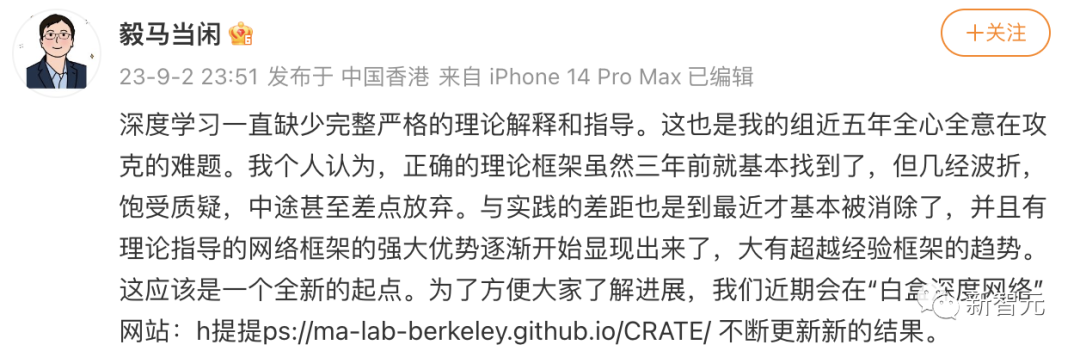 毅马当闲
+关注
23-9-2 23:51 发布于 中国香港 来自 iPhone 14 Pro Max 已编辑
深度学习一直缺少完整严格的理论解释和指导。这也是我的组近五年全心全意在攻
克的难题。我个人认为，正确的理论框架虽然三年前就基本找到了，但几经波折，
饱受质疑，中途甚至差点放弃。与实践的差距也是到最近才基本被消除了，并且有
理论指导的网络框架的强大优势逐渐开始显现出来了，大有超越经验框架的趋势。
这应该是一个全新的起点。为了方便大家了解进展，我们近期会在“白盒深度网络”
网站：h提提ps://ma-lab-berkeley.github.io/CRATE/ 不断更新新的结果。
新智元